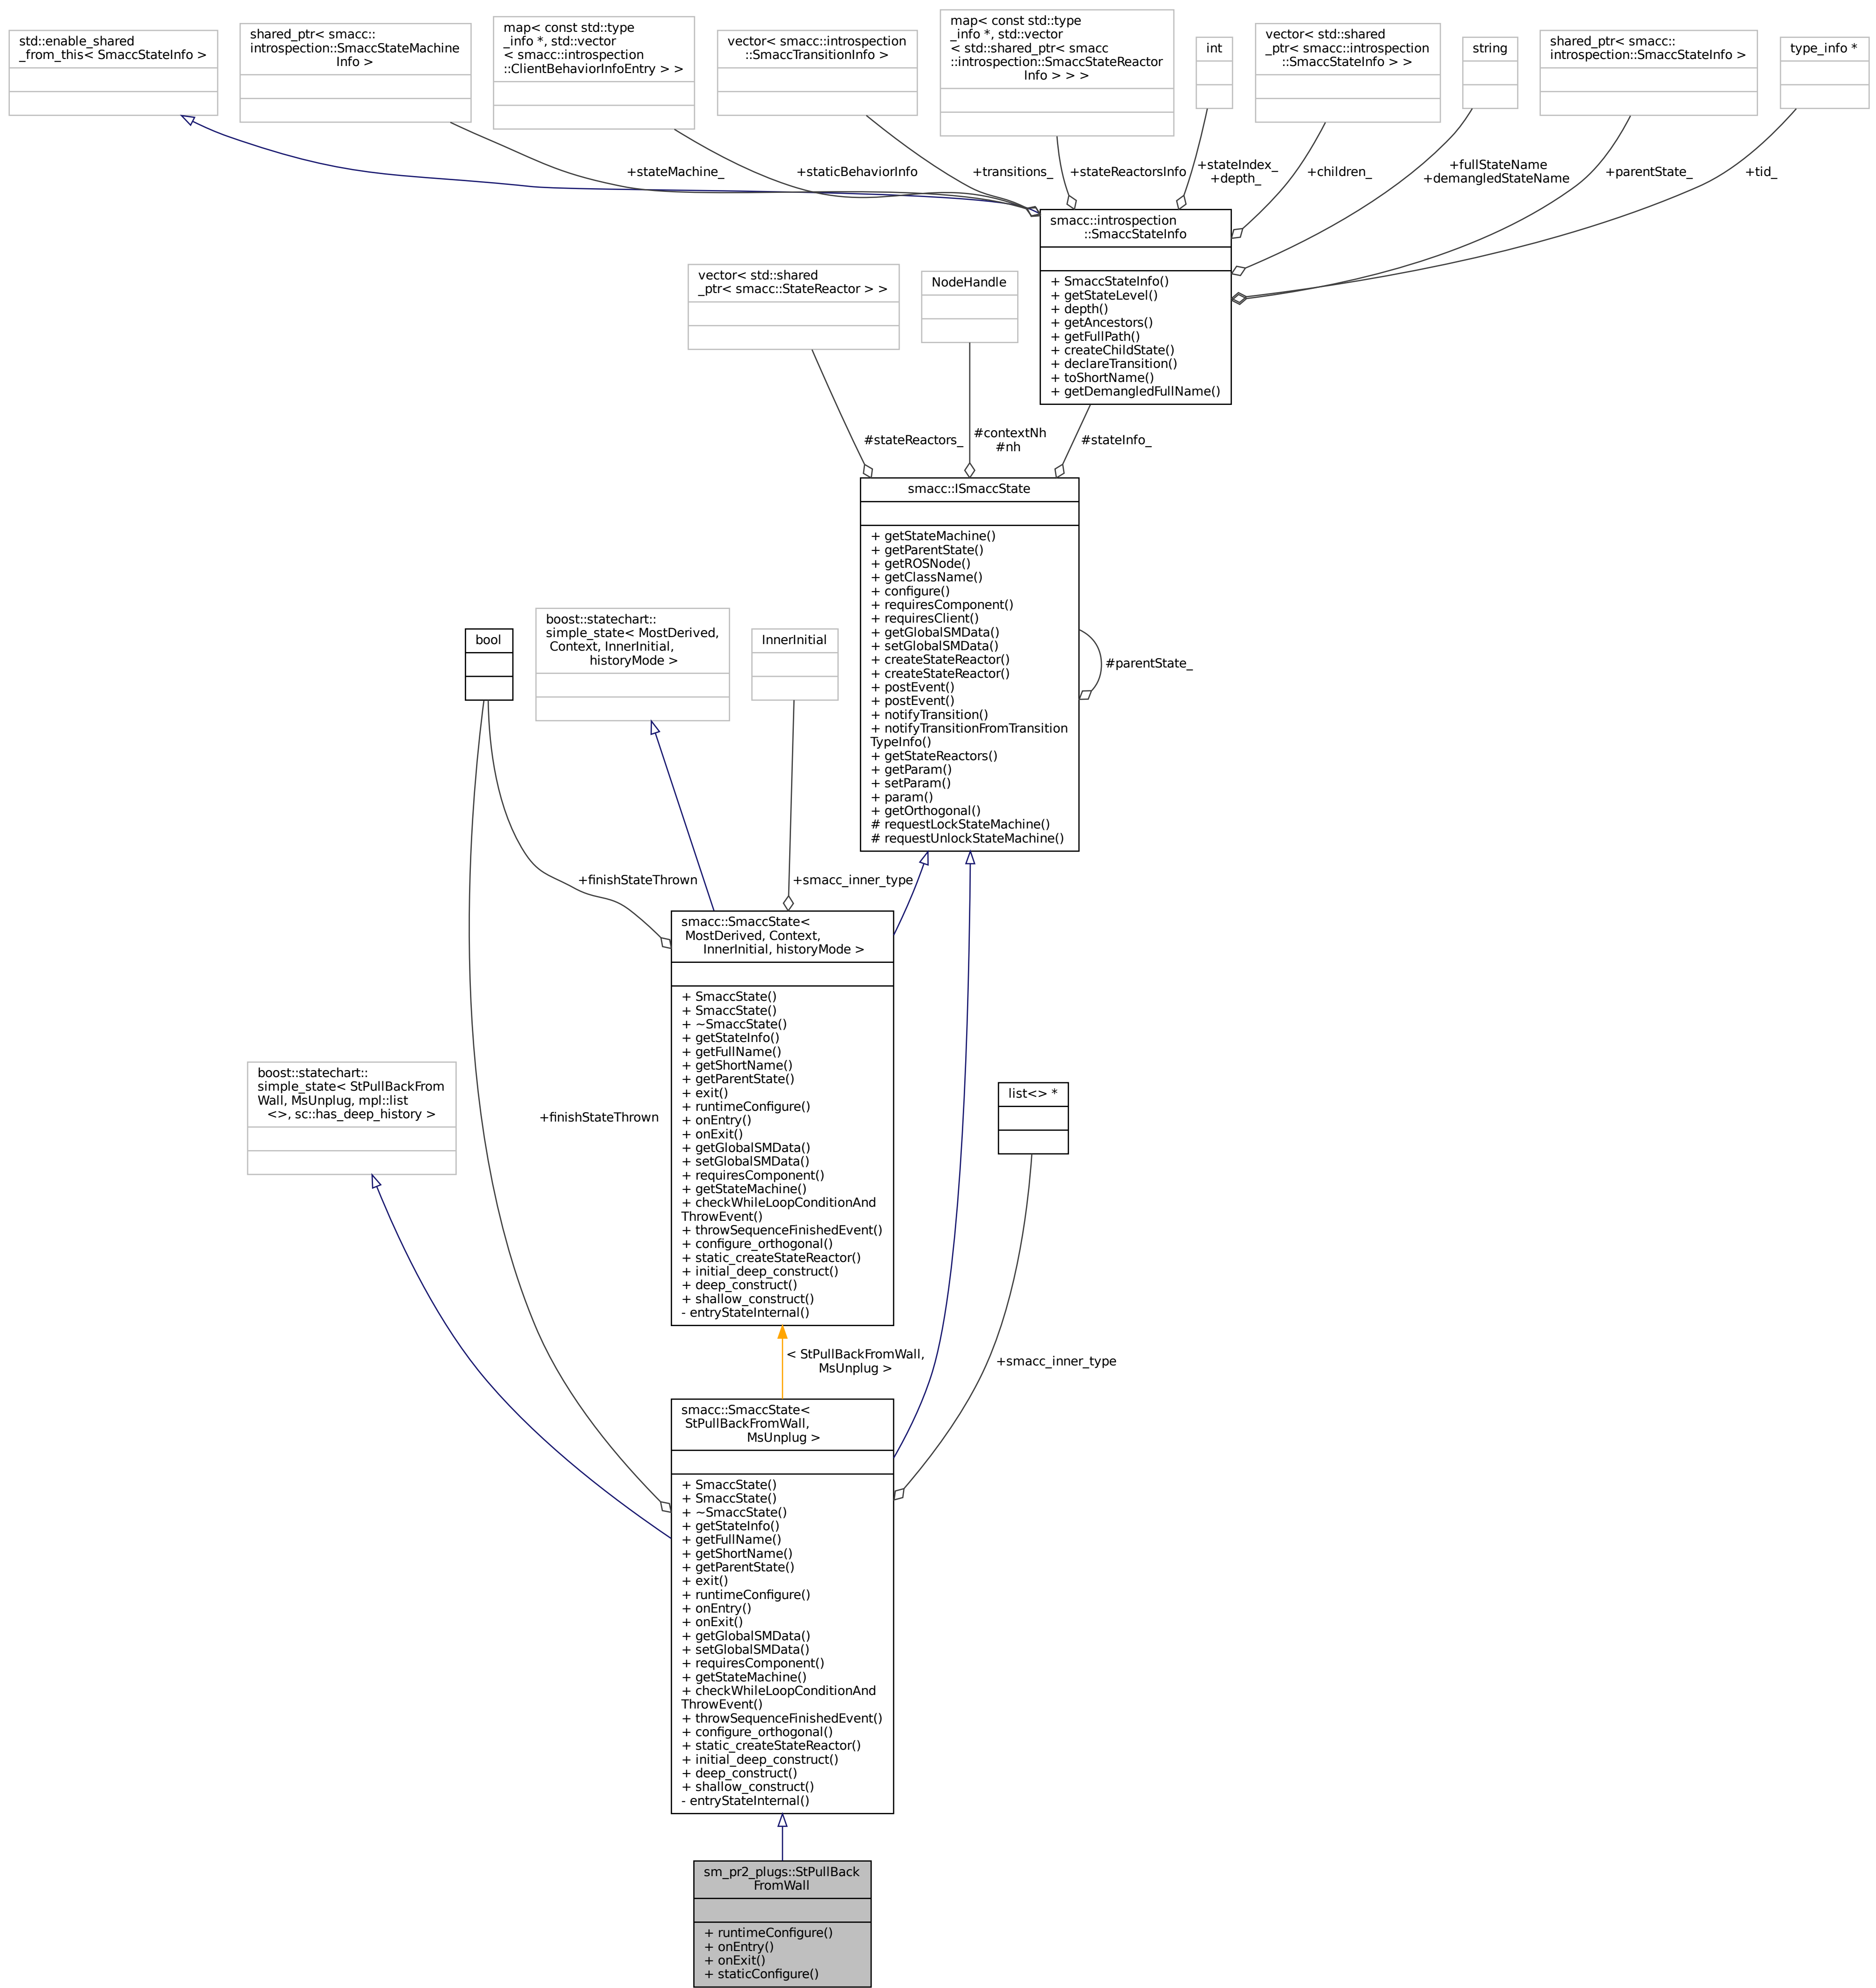 std::enable_shared
_from_this< SmaccStateInfo >
shared_ptr< smacc::
introspection::SmaccStateMachine
Info >
map< const std::type
_info *, std::vector
< smacc::introspection
::ClientBehaviorInfoEntry > >
vector< smacc::introspection
::SmaccTransitionInfo >
map< const std::type
_info *, std::vector
< std::shared_ptr< smacc
::introspection::SmaccStateReactor
Info > > >
int
vector< std::shared
_ptr< smacc::introspection
::SmaccStateInfo > >
string
shared_ptr< smacc::
introspection::SmaccStateInfo >
type_info *
+stateMachine_
+staticBehaviorInfo
+transitions_
+stateReactorsInfo
+stateIndex_
+depth_
+children_
+fullStateName
+demangledStateName
+parentState_
+tid_
smacc::introspection
::SmaccStateInfo
+ SmaccStateInfo()
+ getStateLevel()
+ depth()
+ getAncestors()
+ getFullPath()
+ createChildState()
+ declareTransition()
+ toShortName()
+ getDemangledFullName()
vector< std::shared
_ptr< smacc::StateReactor > >
NodeHandle
#stateReactors_
#contextNh
#nh
#stateInfo_
smacc::ISmaccState
+ getStateMachine()
+ getParentState()
+ getROSNode()
+ getClassName()
+ configure()
+ requiresComponent()
+ requiresClient()
+ getGlobalSMData()
+ setGlobalSMData()
+ createStateReactor()
+ createStateReactor()
+ postEvent()
+ postEvent()
+ notifyTransition()
+ notifyTransitionFromTransition
TypeInfo()
+ getStateReactors()
+ getParam()
+ setParam()
+ param()
+ getOrthogonal()
# requestLockStateMachine()
# requestUnlockStateMachine()
#parentState_
bool
boost::statechart::
simple_state< MostDerived,
Context, InnerInitial,
historyMode >
InnerInitial
+finishStateThrown
+smacc_inner_type
smacc::SmaccState<
MostDerived, Context,
InnerInitial, historyMode >
+ SmaccState()
+ SmaccState()
+ ~SmaccState()
+ getStateInfo()
+ getFullName()
+ getShortName()
+ getParentState()
+ exit()
+ runtimeConfigure()
+ onEntry()
+ onExit()
+ getGlobalSMData()
+ setGlobalSMData()
+ requiresComponent()
+ getStateMachine()
+ checkWhileLoopConditionAnd
ThrowEvent()
+ throwSequenceFinishedEvent()
+ configure_orthogonal()
+ static_createStateReactor()
+ initial_deep_construct()
+ deep_construct()
+ shallow_construct()
- entryStateInternal()
boost::statechart::
simple_state< StPullBackFrom
Wall, MsUnplug, mpl::list
<>, sc::has_deep_history >
+finishStateThrown
list<> *
< StPullBackFromWall,
MsUnplug >
+smacc_inner_type
smacc::SmaccState<
StPullBackFromWall,
MsUnplug >
+ SmaccState()
+ SmaccState()
+ ~SmaccState()
+ getStateInfo()
+ getFullName()
+ getShortName()
+ getParentState()
+ exit()
+ runtimeConfigure()
+ onEntry()
+ onExit()
+ getGlobalSMData()
+ setGlobalSMData()
+ requiresComponent()
+ getStateMachine()
+ checkWhileLoopConditionAnd
ThrowEvent()
+ throwSequenceFinishedEvent()
+ configure_orthogonal()
+ static_createStateReactor()
+ initial_deep_construct()
+ deep_construct()
+ shallow_construct()
- entryStateInternal()
sm_pr2_plugs::StPullBack
FromWall
+ runtimeConfigure()
+ onEntry()
+ onExit()
+ staticConfigure()